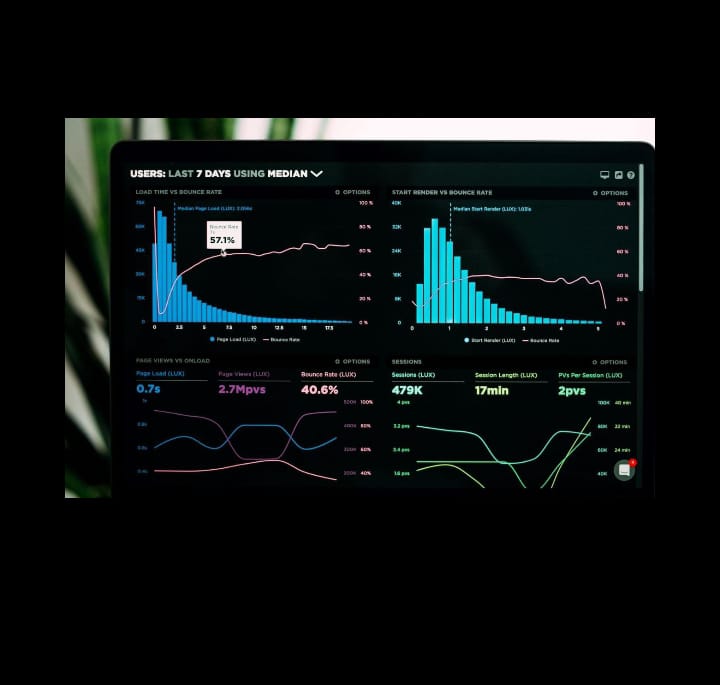 USERS: LAST 7 DAYS USING MEDIAN
LOAD TIME VS BOUNCE RATE
OPTIONS
75K
60K
45K
30K
15K
0
Median Page Load (LUX): 2.056s
Bounce Rate
57.1%
100 %
80 %
60 %
40 %
20 %
0 %
0 2.5 5 7.5 10 12.5 15 17.5
Page Load (LUX) Bounce Rate
START RENDER VS BOUNCE RATE
OPTIONS
40K
32K
24K
16K
8K
0
Median Start Render (LUX): 1.031s
100 %
80 %
60 %
40 %
20 %
0 %
0 1 2 3 4 5
Start Render (LUX) Bounce Rate
PAGE VIEWS VS ONLOAD
OPTIONS
Page Load (LUX) Page Views (LUX) Bounce Rate (LUX)
0.7s 2.7Mpvs 40.6%
500K 100%
400K 80%
300K 60%
200K 40%
SESSIONS
OPTIONS
Sessions (LUX) Session Length (LUX) PVs Per Session (LUX)
479K 17min 2pvs
4 pvs
3.2 pvs
2.4 pvs
1.6 pvs
100K 40 min
80K 32 min
60K 24 min
40K